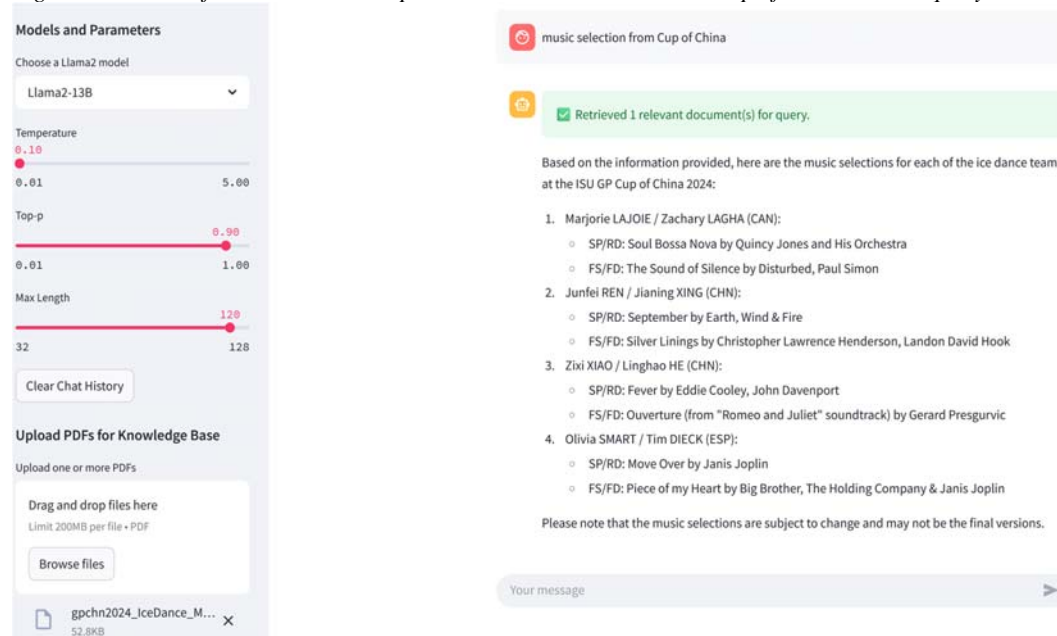 Models and Parameters
Choose a Llama2 model
Llama2-13B
Temperature
0.10
0.01 5.00
Top-p
0.90
0.01 1.00
Max Length
120
32 128
Clear Chat History
Upload PDFs for Knowledge Base
Upload one or more PDFs
Drag and drop files here
Limit 200MB per file • PDF
Browse files
gpchn2024_IceDance_M...
52.8KB
music selection from Cup of China
Retrieved 1 relevant document(s) for query.
Based on the information provided, here are the music selections for each of the ice dance team
at the ISU GP Cup of China 2024:
1. Marjorie LAJOIE / Zachary LAGHA (CAN):
SP/RD: Soul Bossa Nova by Quincy Jones and His Orchestra
FS/FD: The Sound of Silence by Disturbed, Paul Simon
2. Junfei REN / Jianing XING (CHN):
SP/RD: September by Earth, Wind & Fire
FS/FD: Silver Linings by Christopher Lawrence Henderson, Landon David Hook
3. Zixi XIAO / Linghao HE (CHN):
SP/RD: Fever by Eddie Cooley, John Davenport
FS/FD: Ouverture (from "Romeo and Juliet" soundtrack) by Gerard Presgurvic
4. Olivia SMART / Tim DIECK (ESP):
SP/RD: Move Over by Janis Joplin
FS/FD: Piece of my Heart by Big Brother, The Holding Company & Janis Joplin
Please note that the music selections are subject to change and may not be the final versions.
Your message